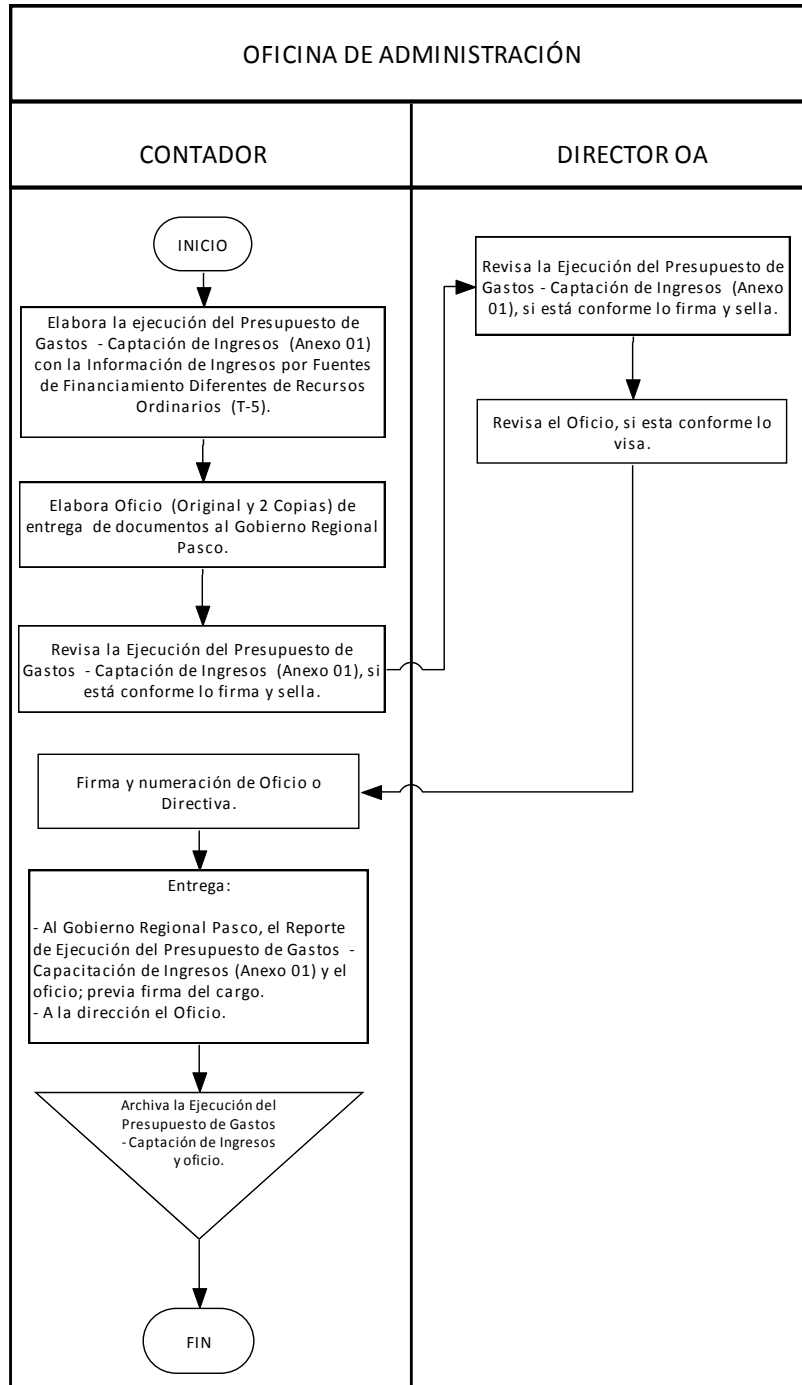 OFICINA DE ADMINISTRACIÓN
CONTADOR
DIRECTOR OA
INICIO
Elabora la ejecución del Presupuesto de
Gastos - Captación de Ingresos (Anexo 01)
con la Información de Ingresos por Fuentes
de Financiamiento Diferentes de Recursos
Ordinarios (T-5).
Elabora Oficio (Original y 2 Copias) de
entrega de documentos al Gobierno Regional
Pasco.
Revisa la Ejecución del Presupuesto de
Gastos - Captación de Ingresos (Anexo 01), si
está conforme lo firma y sella.
Revisa la Ejecución del Presupuesto de
Gastos - Captación de Ingresos (Anexo
01), si está conforme lo firma y sella.
Revisa el Oficio, si esta conforme lo
visa.
Firma y numeración de Oficio o
Directiva.
Entrega:
- Al Gobierno Regional Pasco, el Reporte
de Ejecución del Presupuesto de Gastos -
Capacitación de Ingresos (Anexo 01) y el
oficio; previa firma del cargo.
- A la dirección el Oficio.
Archiva la Ejecución del
Presupuesto de Gastos
- Captación de Ingresos
y oficio.
FIN